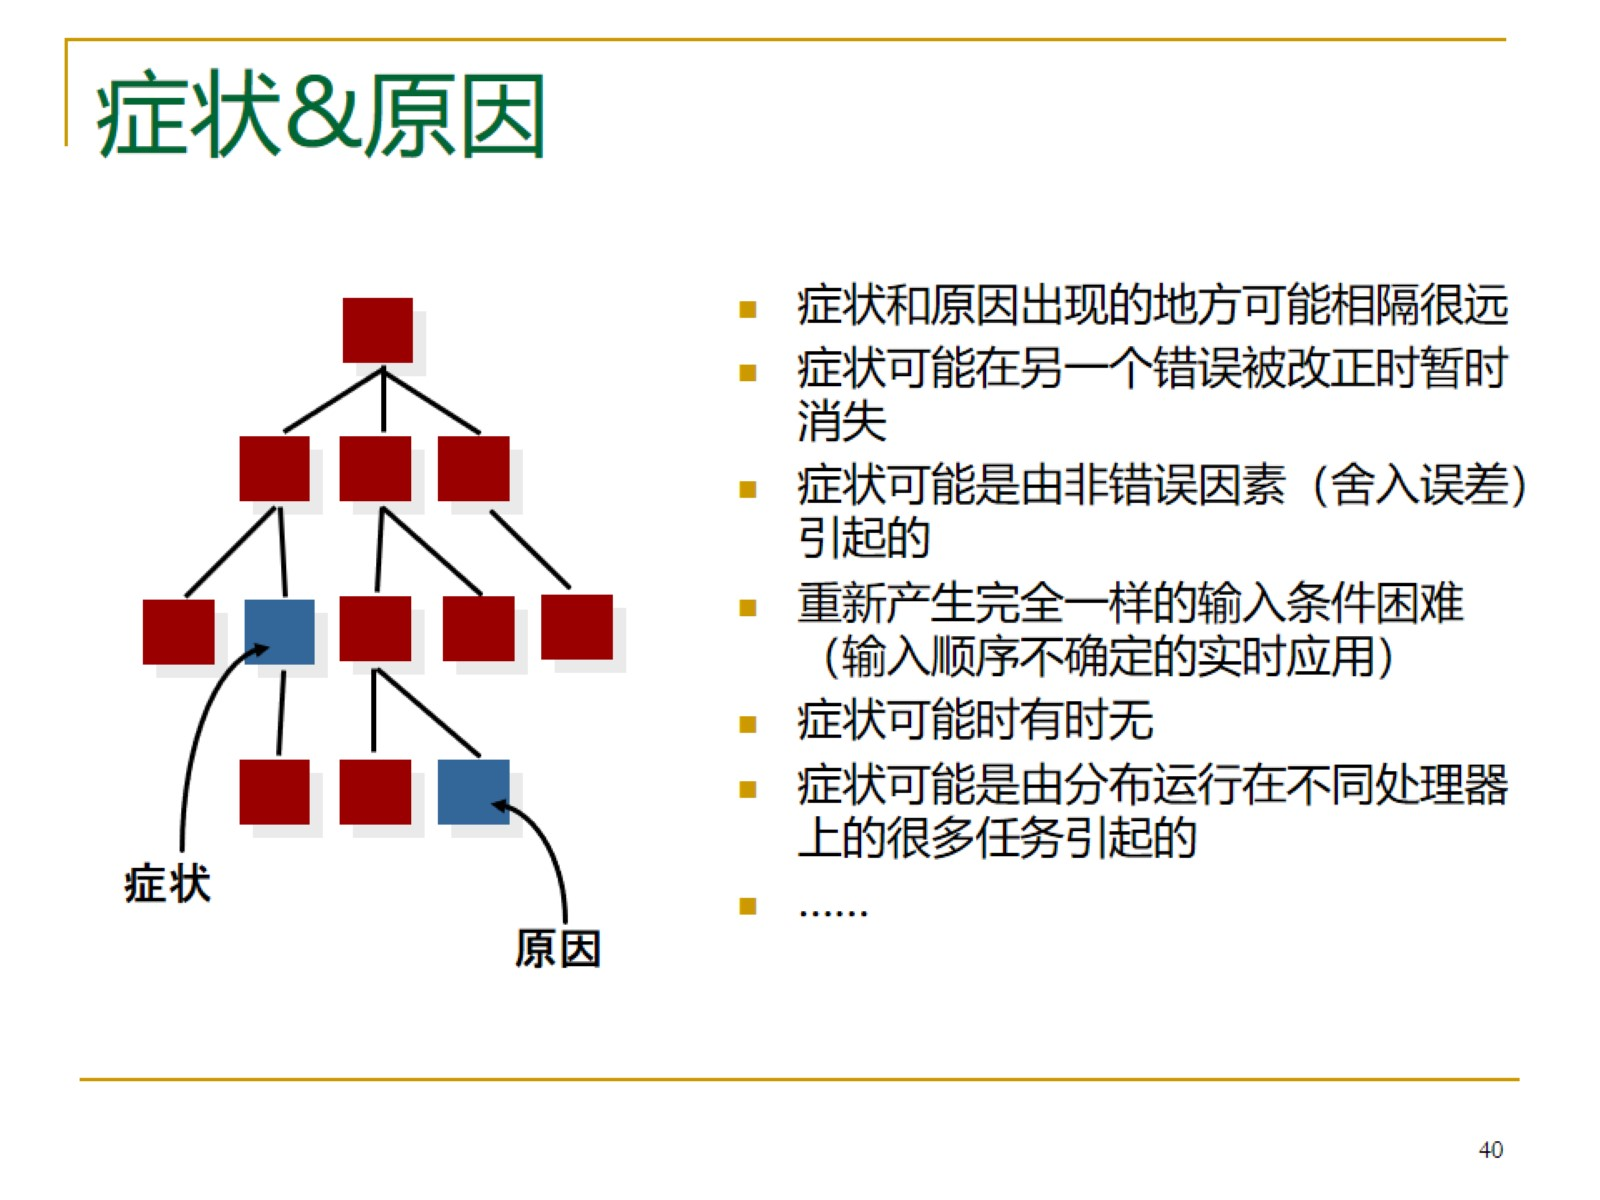 症状&原因
症状和原因出现的地方可能相隔很远
症状可能在另一个错误被改正时暂时
消失
症状可能是由非错误因素（舍入误差）
引起的
重新产生完全一样的输入条件困难
（输入顺序不确定的实时应用）
症状可能时有时无
症状可能是由分布运行在不同处理器
上的很多任务引起的
......
症状
原因
40